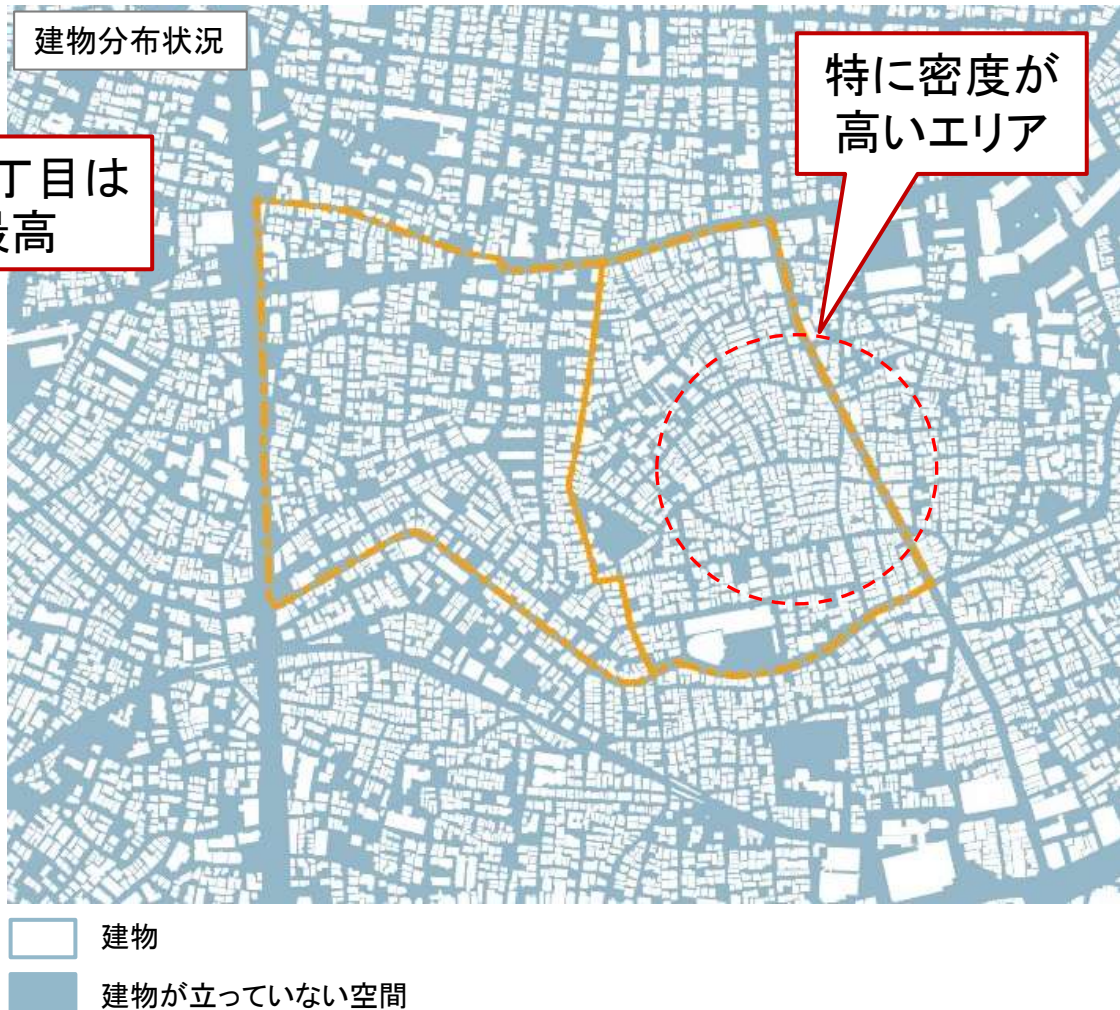 建物分布状況
特に密度が
高いエリア
丁目は
最高
建物
建物が立っていない空間